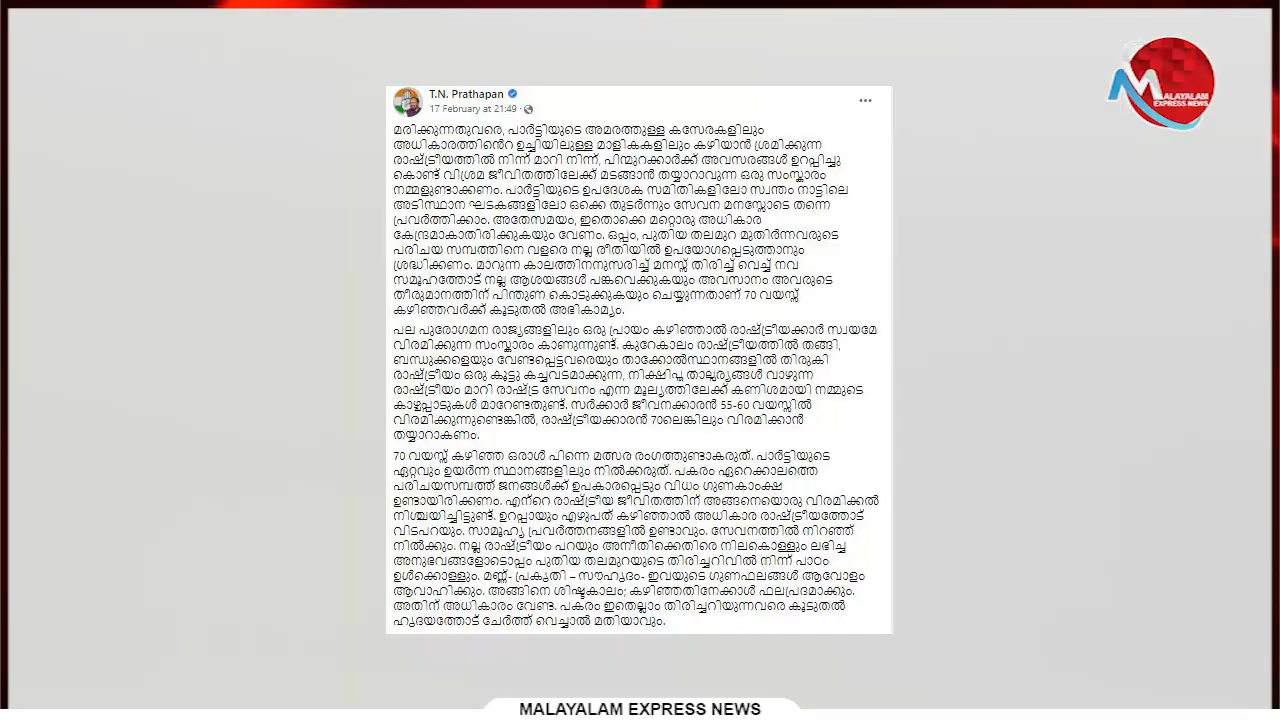 T.N. Prathapan
17 February at 21:49 ·
മരിക്കുന്നതുവരെ, പാർട്ടിയുടെ അമരത്തുള്ള കസേരകളിലും
അധികാരത്തിൻെറ ഉച്ചിയിലുള്ള മാളികകളിലും കഴിയാൻ ശ്രമിക്കുന്ന
രാഷ്ട്രീയത്തിൽ നിന്ന് മാറി നിന്ന്, പിന്മുറക്കാർക്ക് അവസരങ്ങൾ ഉറപ്പിച്ചു
കൊണ്ട് വിശ്രമ ജീവിതത്തിലേക്ക് മടങ്ങാൻ തയ്യാറാവുന്ന ഒരു സംസ്കാരം
നമ്മളുണ്ടാക്കണം. പാർട്ടിയുടെ ഉപദേശക സമിതികളിലോ സ്വന്തം നാട്ടിലെ
അടിസ്ഥാന ഘടകങ്ങളിലോ ഒക്കെ തുടർന്നും സേവന മനസ്സോടെ തന്നെ
പ്രവർത്തിക്കാം. അതേസമയം, ഇതൊക്കെ മറ്റൊരു അധികാര
കേന്ദ്രമാകാതിരിക്കുകയും വേണം. ഒപ്പം, പുതിയ തലമുറ മുതിർന്നവരുടെ
പരിചയ സമ്പത്തിനെ വളരെ നല്ല രീതിയിൽ ഉപയോഗപ്പെടുത്താനും
ശ്രദ്ധിക്കണം. മാറുന്ന കാലത്തിനനുസരിച്ച് മനസ്സ് തിരിച്ച് വെച്ച് നവ
സമൂഹത്തോട് നല്ല ആശയങ്ങൾ പങ്കുവെക്കുകയും അവസാനം അവരുടെ
തീരുമാനത്തിന് പിന്തുണ കൊടുക്കുകയും ചെയ്യുന്നതാണ് 70 വയസ്സ്
കഴിഞ്ഞവർക്ക് കൂടുതൽ അഭികാമ്യം.
പല പുരോഗമന രാജ്യങ്ങളിലും ഒരു പ്രായം കഴിഞ്ഞാൽ രാഷ്ട്രീയക്കാർ സ്വയമേ
വിരമിക്കുന്ന സംസ്കാരം കാണുന്നുണ്ട്. കുറേകാലം രാഷ്ട്രീയത്തിൽ തങ്ങി,
ബന്ധുക്കളെയും വേണ്ടപ്പെട്ടവരെയും താക്കോൽസ്ഥാനങ്ങളിൽ തിരുകി
രാഷ്ട്രീയം ഒരു കൂട്ടു കച്ചവടമാക്കുന്ന, നിക്ഷിപ്ത താല്പര്യങ്ങൾ വാഴുന്ന
രാഷ്ട്രീയം മാറി രാഷ്ട്ര സേവനം എന്ന മൂല്യത്തിലേക്ക് കണിശമായി നമ്മുടെ
കാഴ്ചപ്പാടുകൾ മാറേണ്ടതുണ്ട്. സർക്കാർ ജീവനക്കാരൻ 55-60 വയസ്സിൽ
വിരമിക്കുന്നുണ്ടെങ്കിൽ, രാഷ്ട്രീയക്കാരൻ 70ലെങ്കിലും വിരമിക്കാൻ
തയ്യാറാകണം.
70 വയസ്സ് കഴിഞ്ഞ ഒരാൾ പിന്നെ മത്സര രംഗത്തുണ്ടാകരുത്. പാർട്ടിയുടെ
ഏറ്റവും ഉയർന്ന സ്ഥാനങ്ങളിലും നിൽക്കരുത്. പകരം ഏറെക്കാലത്തെ
പരിചയസമ്പത്ത് ജനങ്ങൾക്ക് ഉപകാരപ്പെട്ടും വിധം ഗുണകാംക്ഷ
ഉണ്ടായിരിക്കണം. എന്റെ രാഷ്ട്രീയ ജീവിതത്തിന് അങ്ങനെയൊരു വിരമിക്കൽ
നിശ്ചയിച്ചിട്ടുണ്ട്. ഉറപ്പായും എഴുപത് കഴിഞ്ഞാൽ അധികാര രാഷ്ട്രീയത്തോട്
വിടപറയും. സാമൂഹ്യ പ്രവർത്തനങ്ങളിൽ ഉണ്ടാവും. സേവനത്തിൽ നിറഞ്ഞ്
നിൽക്കും. നല്ല രാഷ്ട്രീയം പറയും അനീതിക്കെതിരെ നിലകൊള്ളും ലഭിച്ച
അനുഭവങ്ങളോടൊപ്പം പുതിയ തലമുറയുടെ തിരിച്ചറിവിൽ നിന്ന് പാഠം
ഉൾക്കൊള്ളും. മണ്ണ്- പ്രകൃതി – സൗഹൃദം- ഇവയുടെ ഗുണഫലങ്ങൾ ആവോളം
ആവാഹിക്കും. അങ്ങിനെ ശിഷ്ടകാലം; കഴിഞ്ഞതിനേക്കാൾ ഫലപ്രദമാക്കും.
അതിന് അധികാരം വേണ്ട. പകരം ഇതെല്ലാം തിരിച്ചറിയുന്നവരെ കൂടുതൽ
ഹൃദയത്തോട് ചേർത്ത് വെച്ചാൽ മതിയാവും.
MALAYALAM
EXPRESS NEWS
MALAYALAM EXPRESS NEWS